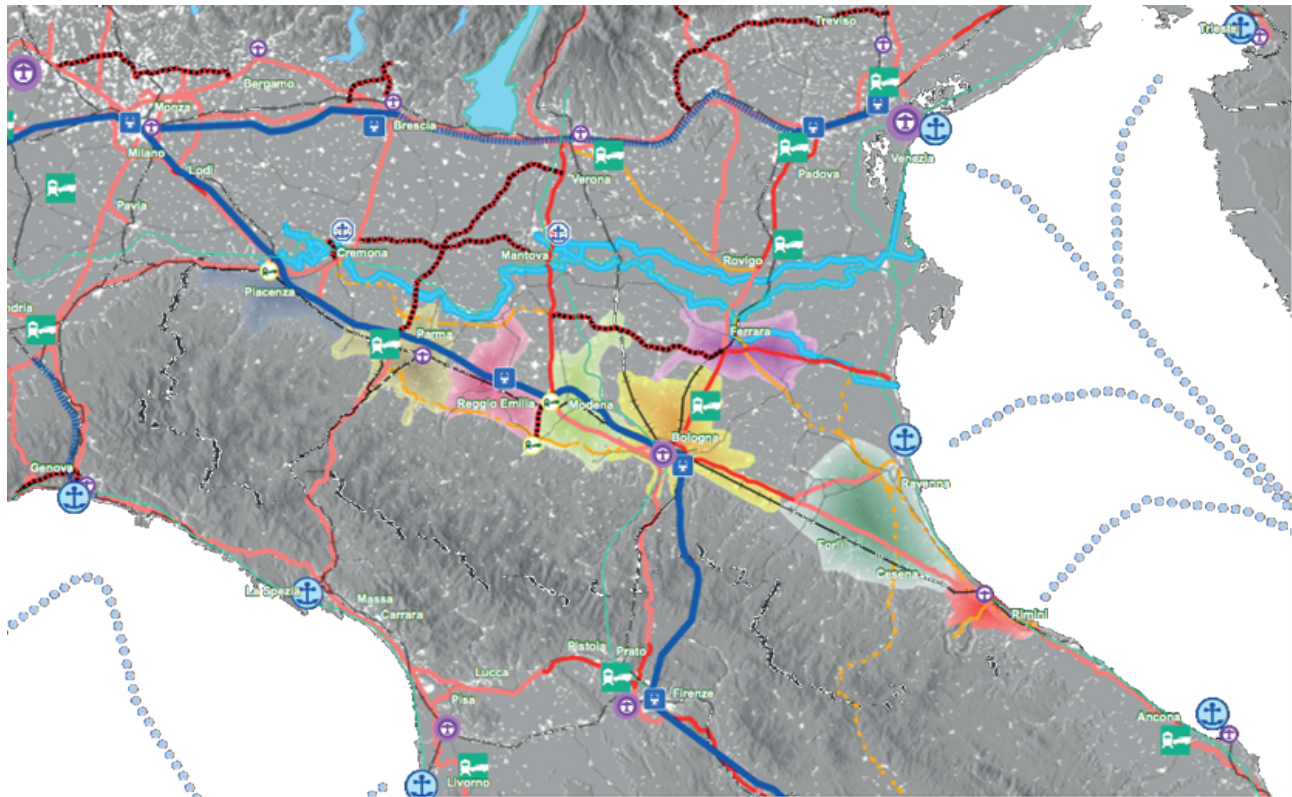 Treviso
Trieste
Bergamo
Monza
Brescia
Milano
Venezia
Lodi
Verona
Padova
Pavia
Cremona
Mantova
Rovigo
Piacenza
ndria
Parma
Ferrara
Reggio Emilia
Modena
Bologna
Genova
Ravenna
Forlì
Cesena
La Spezia
Massa
Carrara
Rimini
Pistoia
Prato
Lucca
Firenze
Pisa
Ancona
Livorno